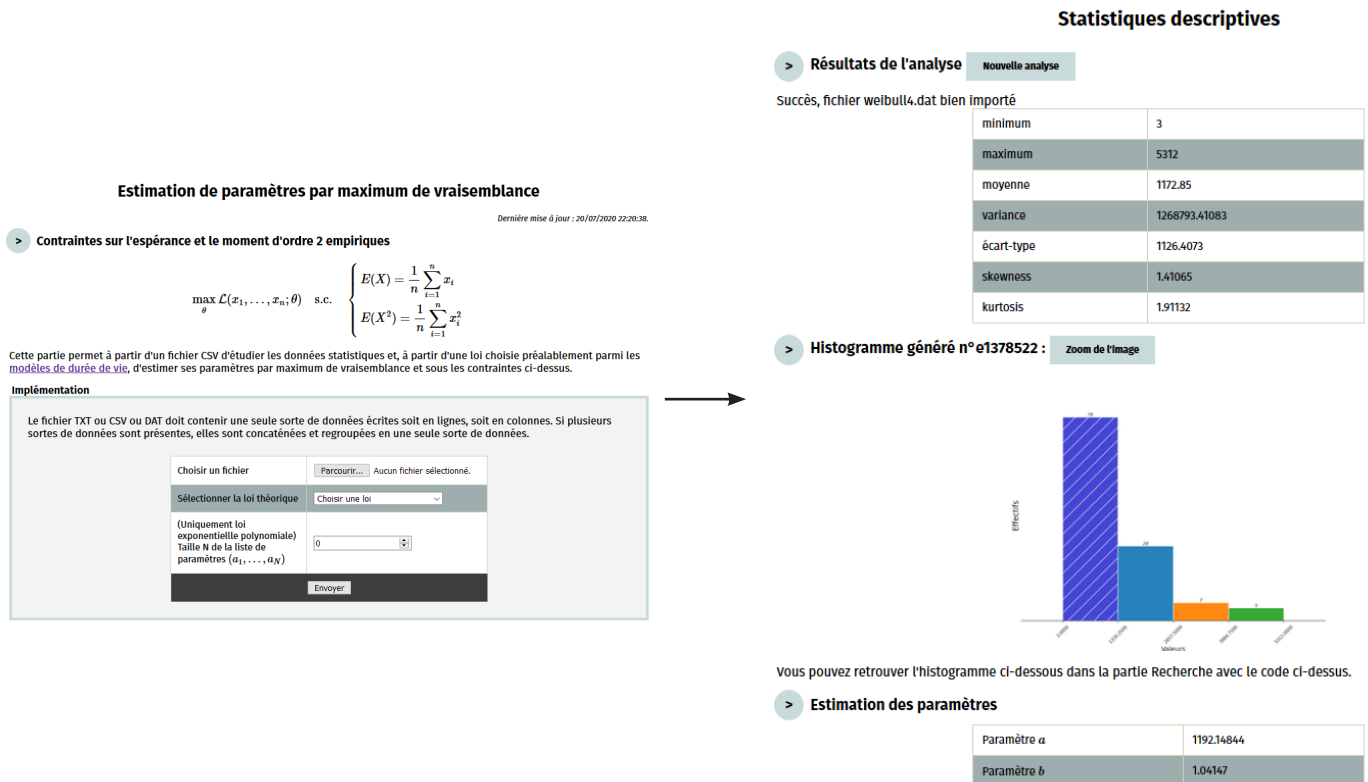 Estimation de paramètres par maximum de vraisemblance
Dernière mise à jour : 20/07/2020 22:20:38.
> Contraintes sur l'espérance et le moment d'ordre 2 empiriques
max_θ 𝓛(x₁, . . . , xₙ; θ) s.c. { E(X) = 1/n ∑_{i=1}^{n} x_i
E(X²) = 1/n ∑_{i=1}^{n} x_i²
Cette partie permet à partir d'un fichier CSV d'étudier les données statistiques et, à partir d'une loi choisie préalablement parmi les
modèles de durée de vie, d'estimer ses paramètres par maximum de vraisemblance et sous les contraintes ci-dessus.
Implémentation
Le fichier TXT ou CSV ou DAT doit contenir une seule sorte de données écrites soit en lignes, soit en colonnes. Si plusieurs
sortes de données sont présentes, elles sont concaténées et regroupées en une seule sorte de données.
Choisir un fichier Parcourir... Aucun fichier sélectionné.
Sélectionner la loi théorique Choisir une loi
(Uniquement loi
exponentiellle polynomiale)
Taille N de la liste de
paramètres (a₁, . . . , a_N)
0
Envoyer
Statistiques descriptives
> Résultats de l'analyse Nouvelle analyse
Succès, fichier weibull4.dat bien importé
minimum 3
maximum 5312
moyenne 1172.85
variance 1268793.41083
écart-type 1126.4073
skewness 1.41065
kurtosis 1.91132
> Histogramme généré n°e1378522 : Zoom de l'image
Effectifs
29
7
Valeurs
Vous pouvez retrouver l'histogramme ci-dessous dans la partie Recherche avec le code ci-dessus.
> Estimation des paramètres
Paramètre a 1192.14844
Paramètre b 1.04147